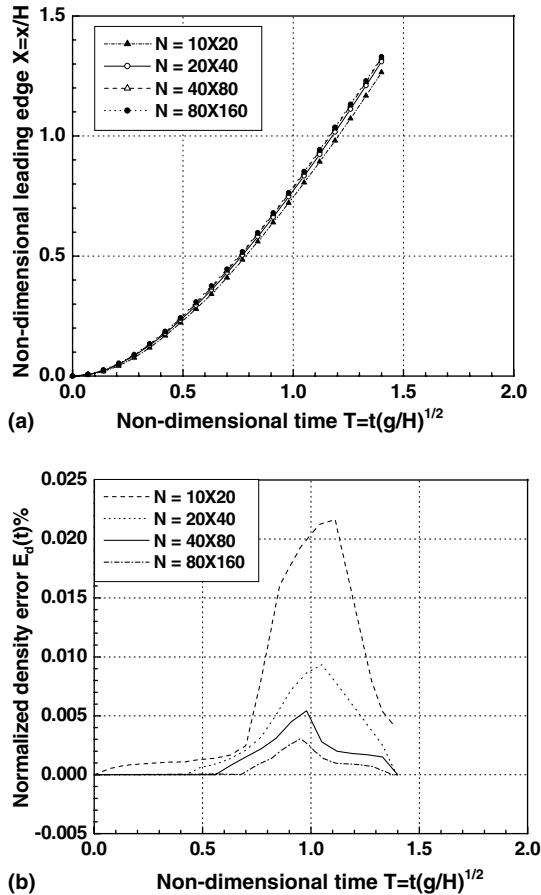 Non-dimensional leading edge X=x/H
1.5
1.0
0.5
0.0
N = 10X20
N = 20X40
N = 40X80
N = 80X160
0.0 0.5 1.0 1.5 2.0
(a) Non-dimensional time T=t(g/H)^1/2
Normalized density error E_d(t)%
0.025
0.020
0.015
0.010
0.005
0.000
-0.005
N = 10X20
N = 20X40
N = 40X80
N = 80X160
0.0 0.5 1.0 1.5 2.0
(b) Non-dimensional time T=t(g/H)^1/2